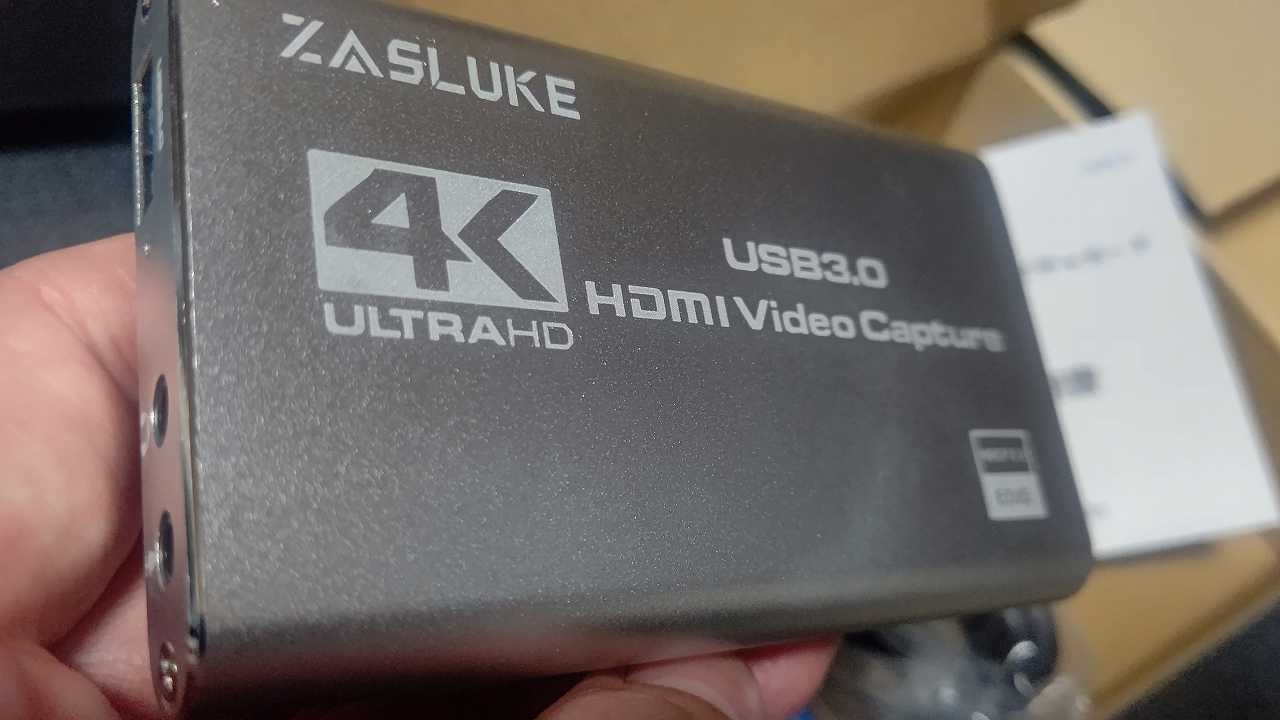 ZASLUKE
4K
ULTRAHD
USB3.0
HDMI Video Capture